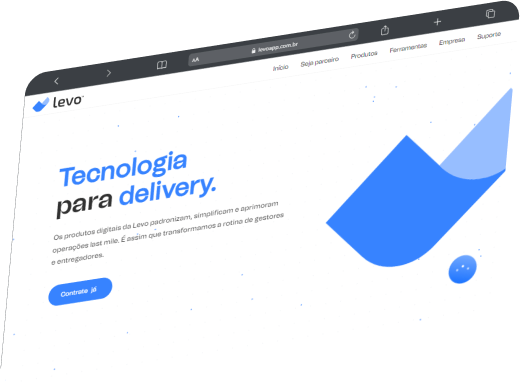 AA levoapp.com.br
Início Seja parceiro Produtos Ferramentas Empresa Suporte
levo
Tecnologia
para delivery.
Os produtos digitais da Levo padronizam, simplificam e aprimoram
operações last mile. É assim que transformamos a rotina de gestores
e entregadores.
Contrate já